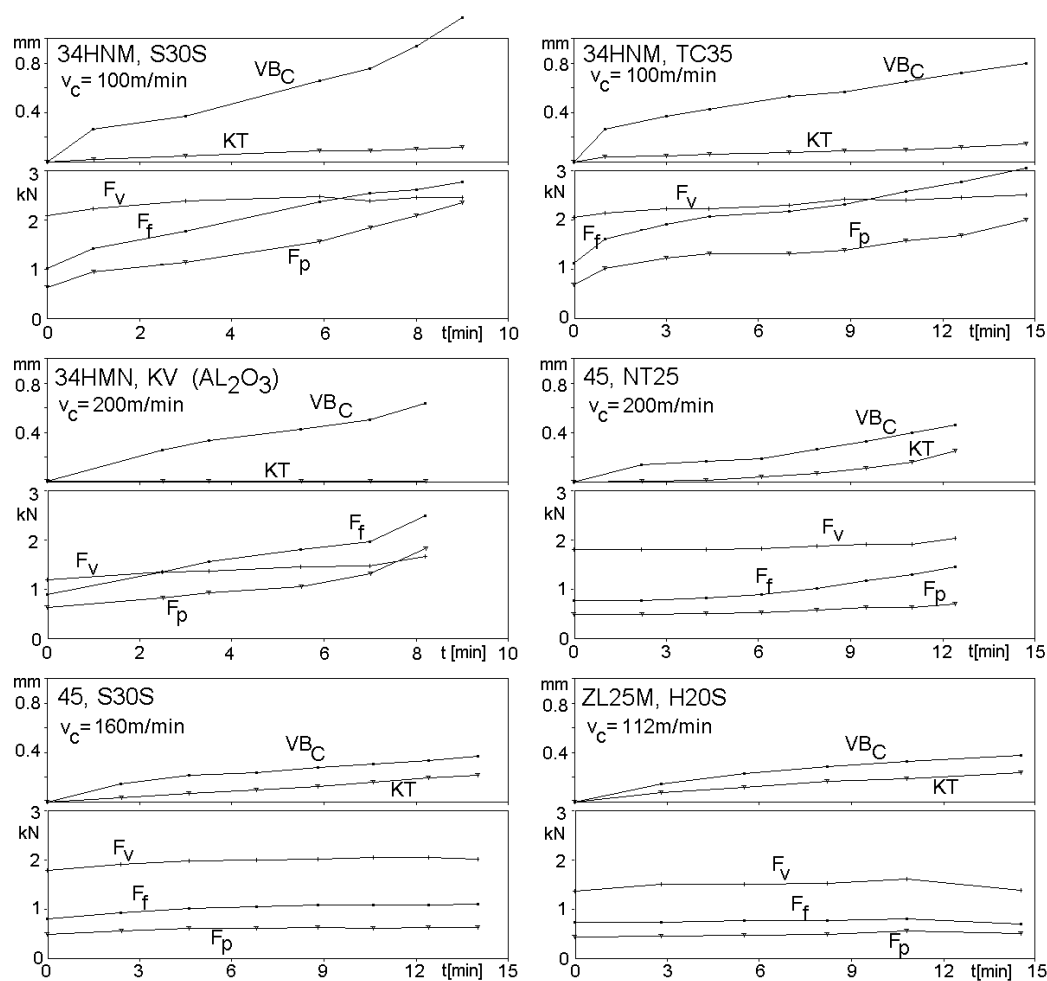 mm
34HNM, S30S
v_c = 100m/min
0.8
0.4
VB_C
KT
3
kN
2
1
0
F_v
F_f
F_p
0 2 4 6 8 t[min] 10
mm
34HNM, TC35
v_c = 100m/min
0.8
0.4
VB_C
KT
3
kN
2
1
0
F_v
F_f
F_p
0 3 6 9 12 t[min] 15
mm
34HMN, KV (AL2O3)
v_c = 200m/min
0.8
0.4
VB_C
KT
3
kN
2
1
0
F_f
F_v
F_p
0 2 4 6 8 t [min] 10
mm
45, NT25
v_c = 200m/min
0.8
0.4
VB_C
KT
3
kN
2
1
0
F_v
F_f
F_p
0 3 6 9 12 t[min] 15
mm
45, S30S
v_c = 160m/min
0.8
0.4
VB_C
KT
3
kN
2
1
0
F_v
F_f
F_p
0 3 6 9 12 t[min] 15
mm
ZL25M, H20S
v_c = 112m/min
0.8
0.4
VB_C
KT
3
kN
2
1
0
F_v
F_f
F_p
0 3 6 9 12 t[min] 15